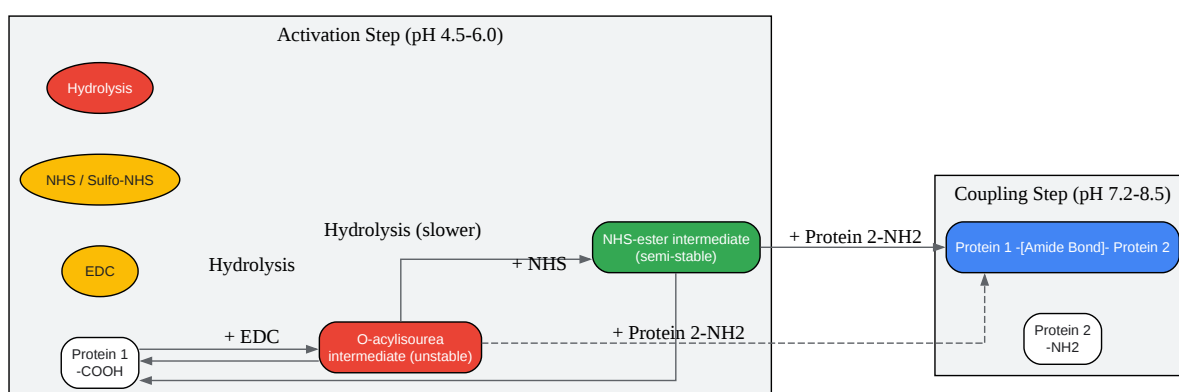 Activation Step (pH 4.5-6.0)
Hydrolysis
NHS / Sulfo-NHS
EDC
Hydrolysis (slower)
Hydrolysis
+ NHS
NHS-ester intermediate
(semi-stable)
+ EDC
Protein 1
-COOH
O-acylisourea
intermediate (unstable)
+ Protein 2-NH2
+ Protein 2-NH2
Coupling Step (pH 7.2-8.5)
Protein 1 -[Amide Bond]- Protein 2
Protein 2
-NH2